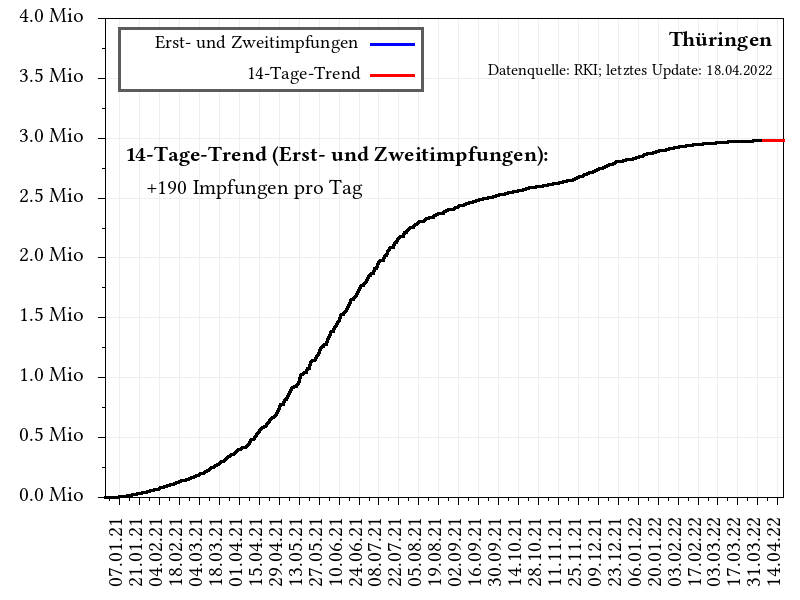 4.0 Mio
3.5 Mio
3.0 Mio
2.5 Mio
2.0 Mio
1.5 Mio
1.0 Mio
0.5 Mio
0.0 Mio
Erst- und Zweitimpfungen
14-Tage-Trend
Thüringen
Datenquelle: RKI; letztes Update: 18.04.2022
14-Tage-Trend (Erst- und Zweitimpfungen):
+190 Impfungen pro Tag
07.01.21
21.01.21
04.02.21
18.02.21
04.03.21
18.03.21
01.04.21
15.04.21
29.04.21
13.05.21
27.05.21
10.06.21
24.06.21
08.07.21
22.07.21
05.08.21
19.08.21
02.09.21
16.09.21
30.09.21
14.10.21
28.10.21
11.11.21
25.11.21
09.12.21
23.12.21
06.01.22
20.01.22
03.02.22
17.02.22
03.03.22
17.03.22
31.03.22
14.04.22